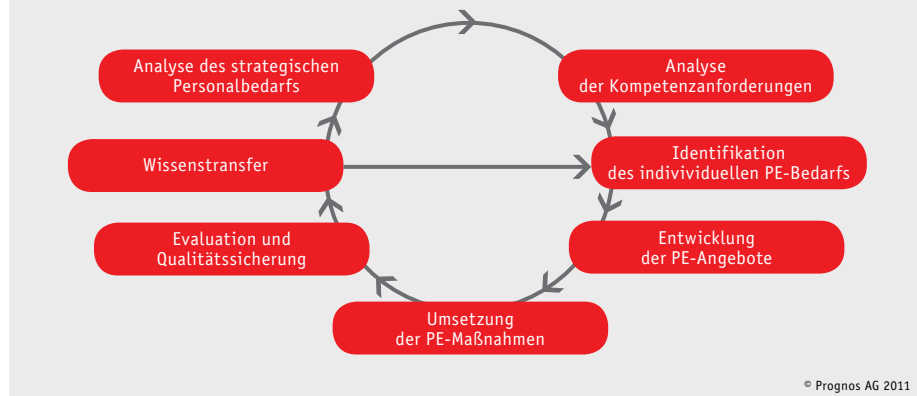 Analyse des strategischen
Personalbedarfs
Analyse
der Kompetenzanforderungen
Wissenstransfer
Identifikation
des indivividuellen PE-Bedarfs
Evaluation und
Qualitätssicherung
Entwicklung
der PE-Angebote
Umsetzung
der PE-Maßnahmen
© Prognos AG 2011